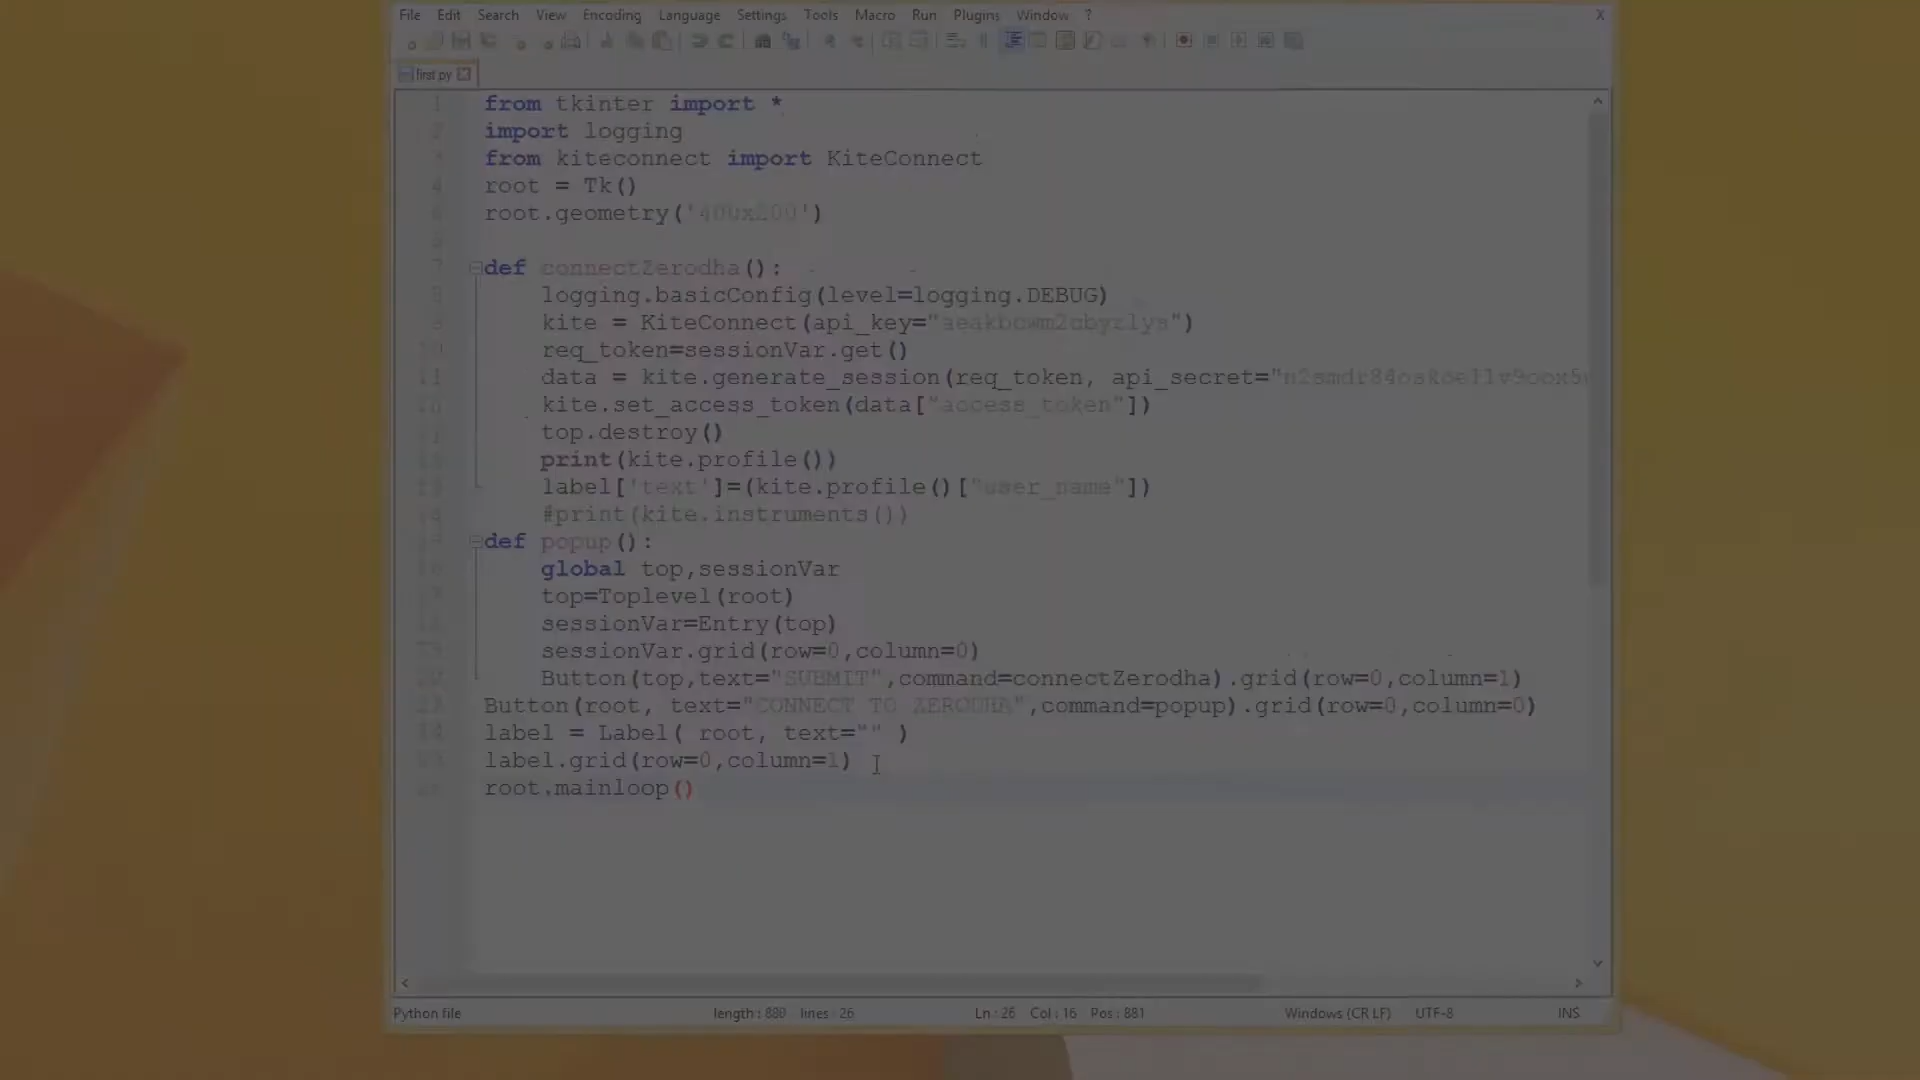 File Edit Search View Encoding Language Settings Tools Macro Run Plugins Window ? X
first.py
from tkinter import *
import logging
from kiteconnect import KiteConnect
root = Tk()
root.geometry('400x200')
def connectZerodha():
logging.basicConfig(level=logging.DEBUG)
kite = KiteConnect(api_key="
req_token=sessionVar.get()
data = kite.generate_session(req_token, api_secret="
kite.set_access_token(data["access_token"])
top.destroy()
print(kite.profile())
label['text']=(kite.profile()["user_name"])
#print(kite.instruments())
def popup():
global top,sessionVar
top=Toplevel(root)
sessionVar=Entry(top)
sessionVar.grid(row=0,column=0)
Button(top,text="SUBMIT",command=connectZerodha).grid(row=0,column=1)
Button(root, text="CONNECT TO ZERODHA",command=popup).grid(row=0,column=0)
label = Label( root, text="" )
label.grid(row=0,column=1)
root.mainloop()
Python file length : 880 lines : 26 Ln : 26 Col : 16 Pos : 881 Windows (CR LF) UTF-8 INS